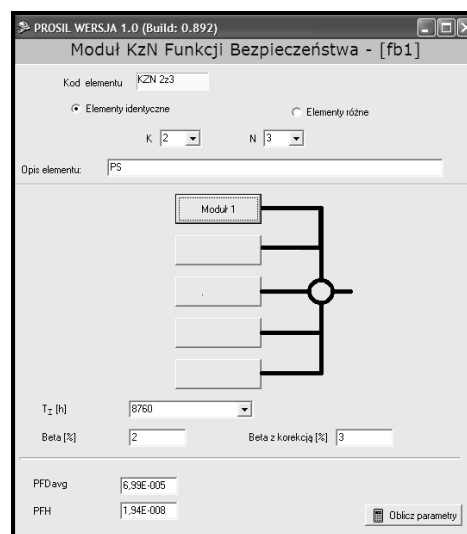 PROSIL WERSJA 1.0 (Build: 0.892)
Moduł KzN Funkcji Bezpieczeństwa - [fb1]
Kod elementu KZN 2z3
Elementy identyczne Elementy różne
K 2 N 3
Opis elementu: PS
Moduł 1
T_I [h] 8760
Beta [%] 2 Beta z korekcją [%] 3
PFDavg 6,99E-005
PFH 1,94E-008
Oblicz parametry